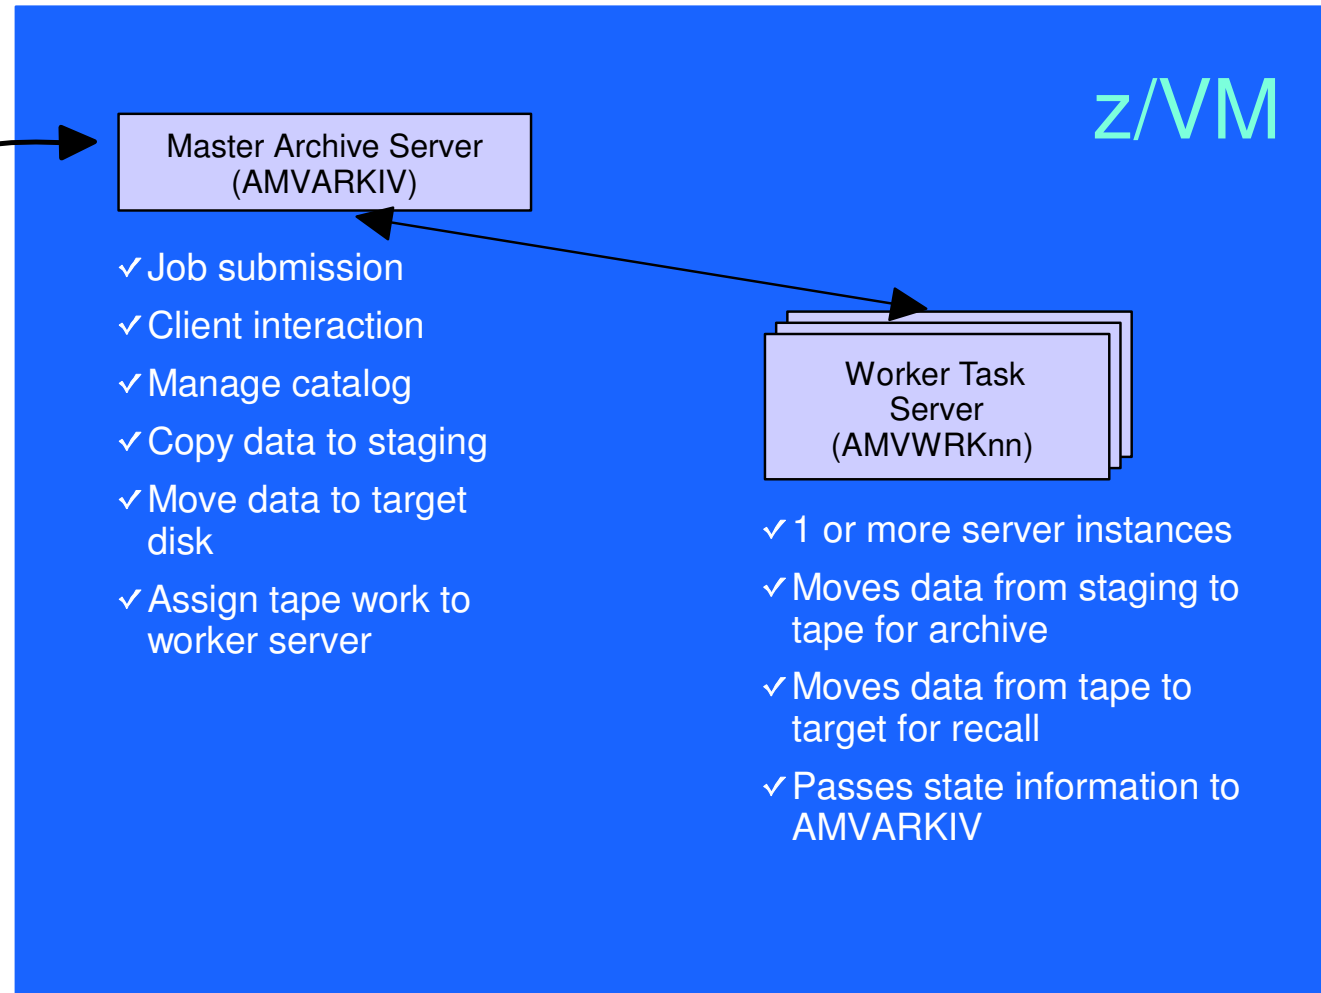 z/VM
Master Archive Server
(AMVARKIV)
✓Job submission
✓Client interaction
✓Manage catalog
✓Copy data to staging
✓Move data to target
disk
✓Assign tape work to
worker server
Worker Task
Server
(AMVWRKnn)
✓1 or more server instances
✓Moves data from staging to
tape for archive
✓Moves data from tape to
target for recall
✓Passes state information to
AMVARKIV